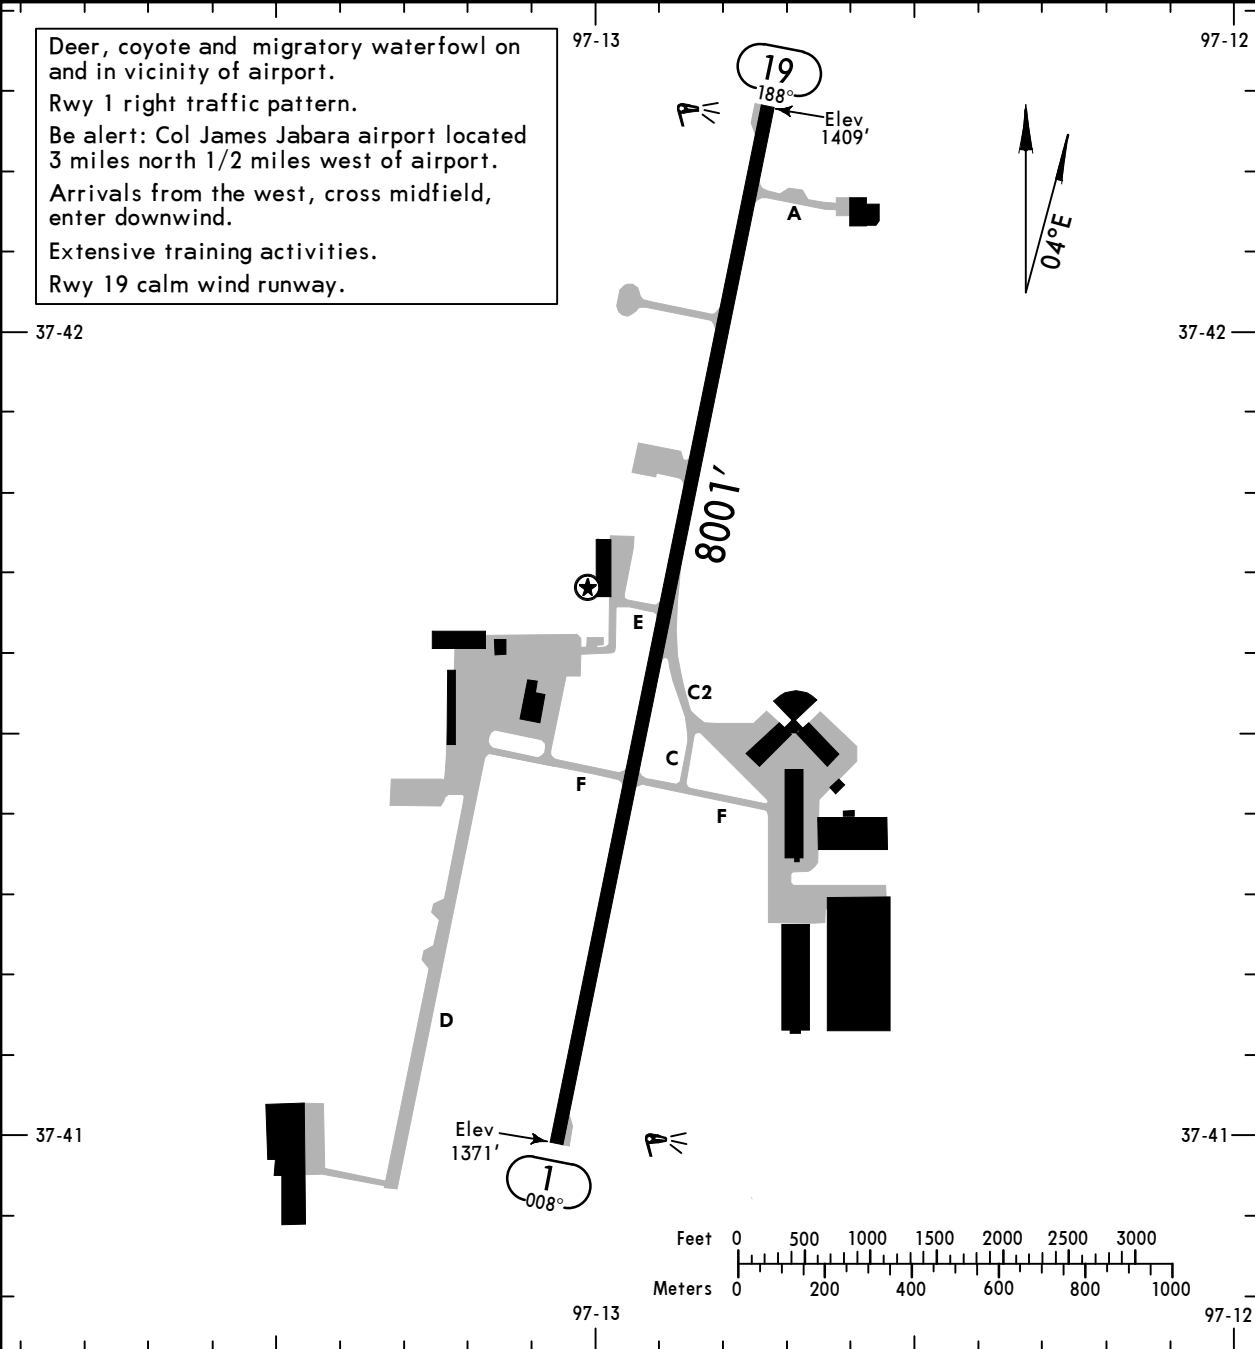 Deer, coyote and migratory waterfowl on
and in vicinity of airport.
Rwy 1 right traffic pattern.
Be alert: Col James Jabara airport located
3 miles north 1/2 miles west of airport.
Arrivals from the west, cross midfield,
enter downwind.
Extensive training activities.
Rwy 19 calm wind runway.
97-13
97-12
19
188°
Elev
1409'
A
04°E
37-42
37-42
8001'
E
C2
C
F
F
D
37-41
37-41
Elev
1371'
1
008°
Feet 0 500 1000 1500 2000 2500 3000
Meters 0 200 400 600 800 1000
97-13
97-12